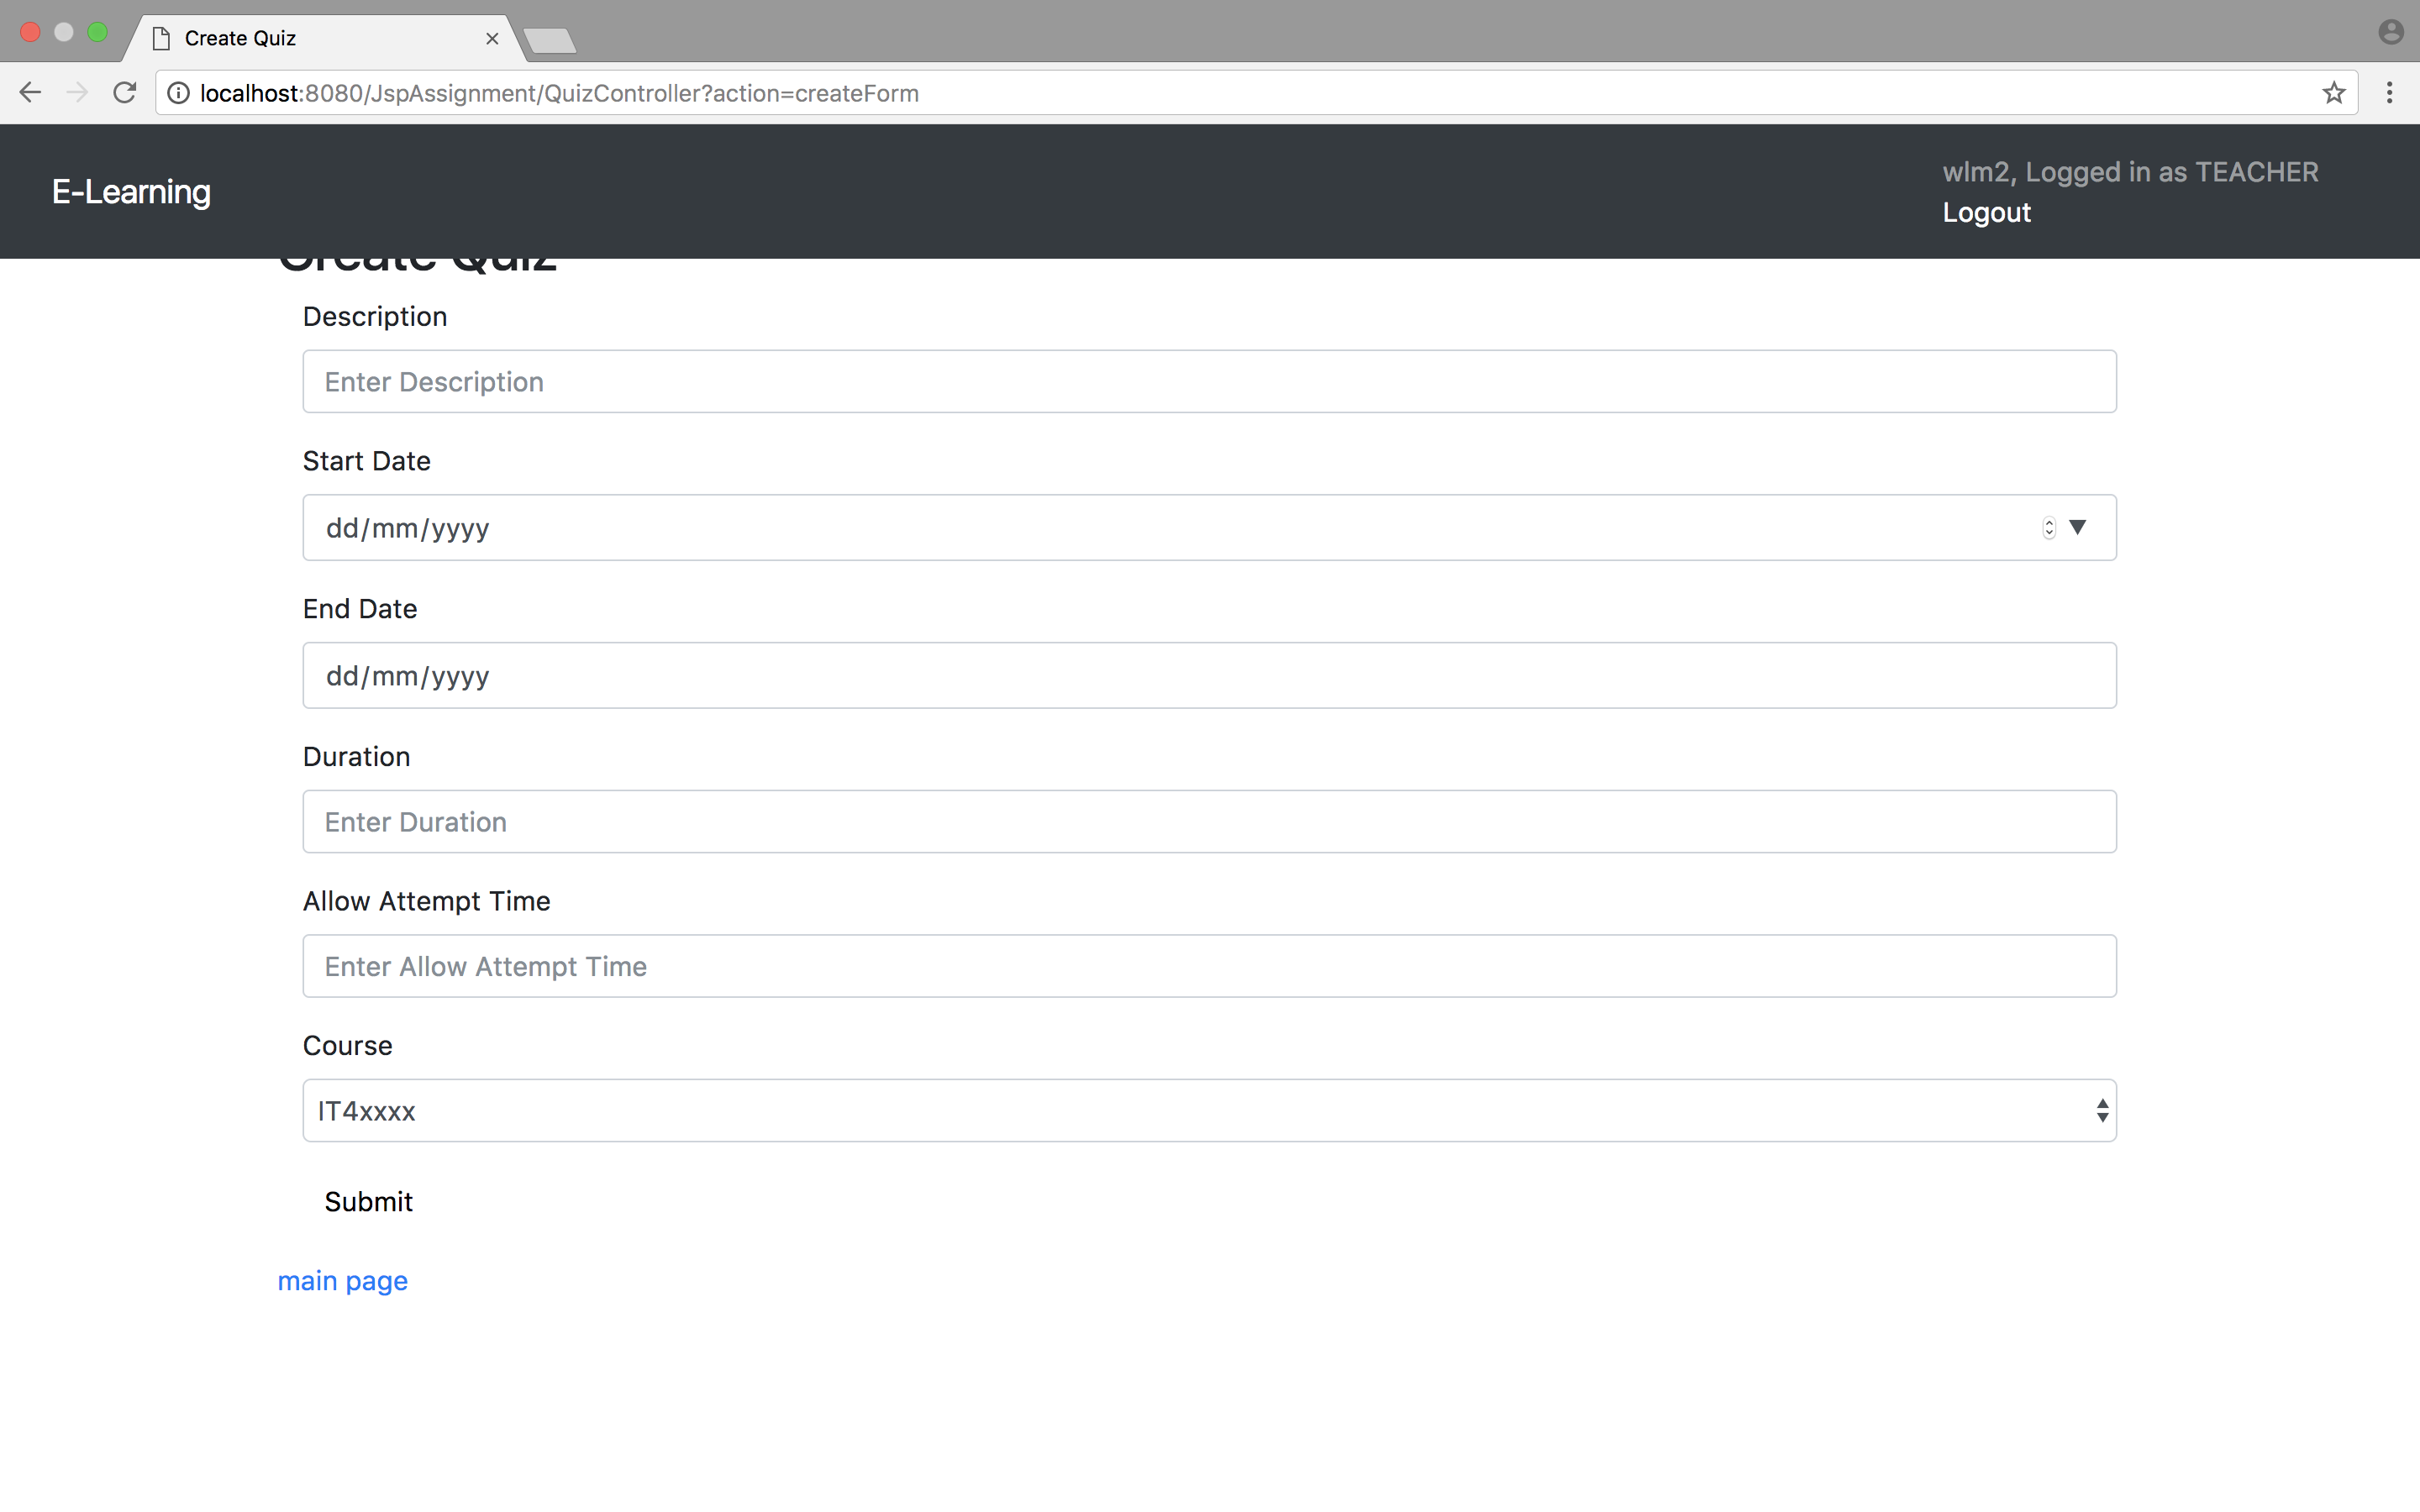 Create Quiz
localhost:8080/JspAssignment/QuizController?action=createForm
E-Learning
wlm2, Logged in as TEACHER
Logout
Create Quiz
Description
Enter Description
Start Date
dd/mm/yyyy
End Date
dd/mm/yyyy
Duration
Enter Duration
Allow Attempt Time
Enter Allow Attempt Time
Course
IT4xxxx
Submit
main page